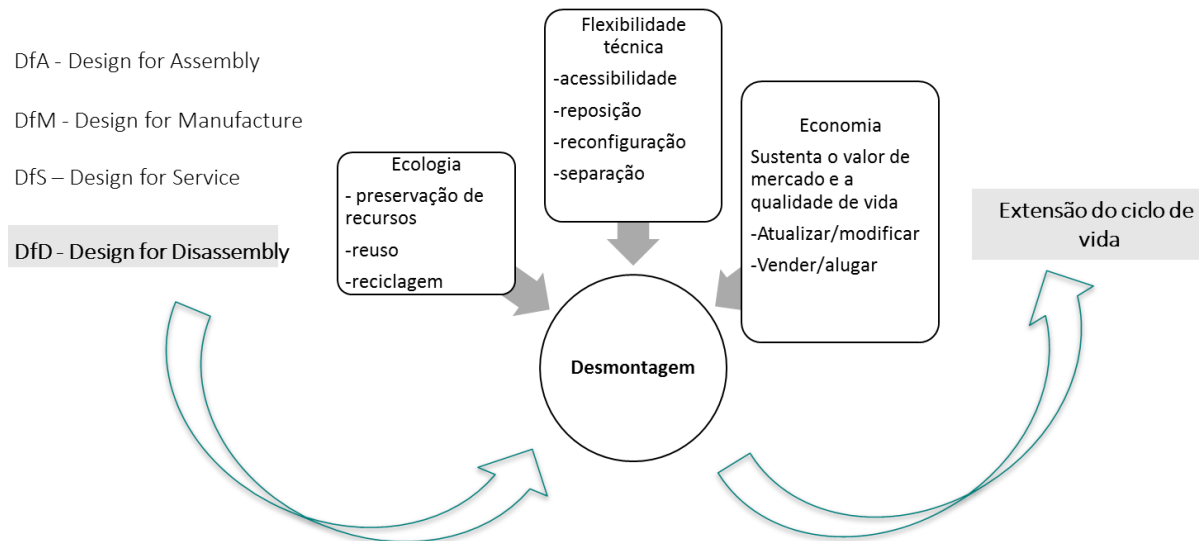 DfA - Design for Assembly
DfM - Design for Manufacture
DfS – Design for Service
DfD - Design for Disassembly
Ecologia
- preservação de
recursos
-reuso
-reciclagem
Flexibilidade
técnica
-acessibilidade
-reposição
-reconfiguração
-separação
Economia
Sustenta o valor de
mercado e a
qualidade de vida
-Atualizar/modificar
-Vender/alugar
Desmontagem
Extensão do ciclo de
vida